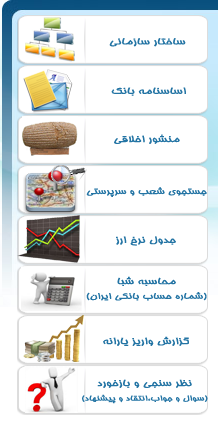 ساختار سازمانی
اساسنامه بانک
منشور اخلاقی
جستجوی شعب و سرپرستی
جدول نرخ ارز
محاسبه شبا
(شماره حساب بانکی ایران)
گزارش واریز یارانه
نظر سنجی و بازخورد
(سوال و جواب،انتقاد و پیشنهاد)